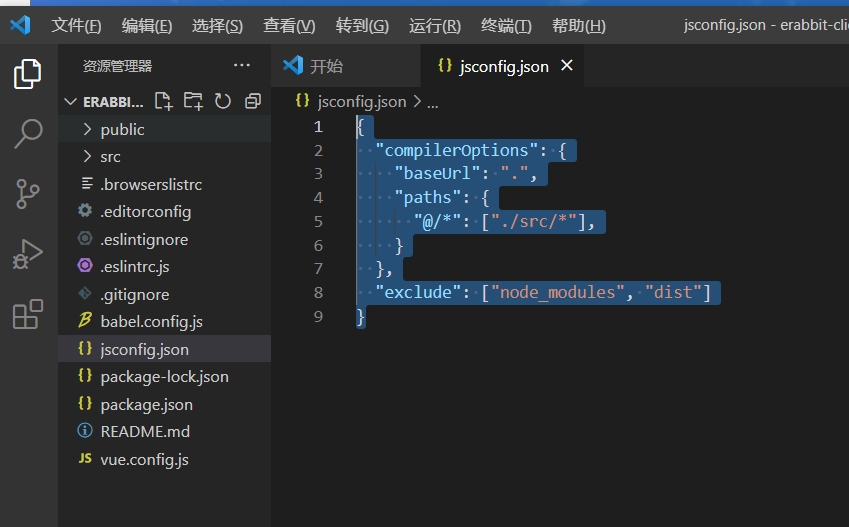 文件(F) 编辑(E) 选择(S) 查看(V) 转到(G) 运行(R) 终端(T) 帮助(H) jsconfig.json - erabbit-clie
资源管理器 ...
ERABBI...
public
src
.browserslistrc
.editorconfig
.eslintignore
.eslintrc.js
.gitignore
babel.config.js
jsconfig.json
package-lock.json
package.json
README.md
JS vue.config.js
开始 {} jsconfig.json
{} jsconfig.json > ...
1 {
2 "compilerOptions": {
3 "baseUrl": ".",
4 "paths": {
5 "@/*": ["./src/*"],
6 }
7 },
8 "exclude": ["node_modules", "dist"]
9 }